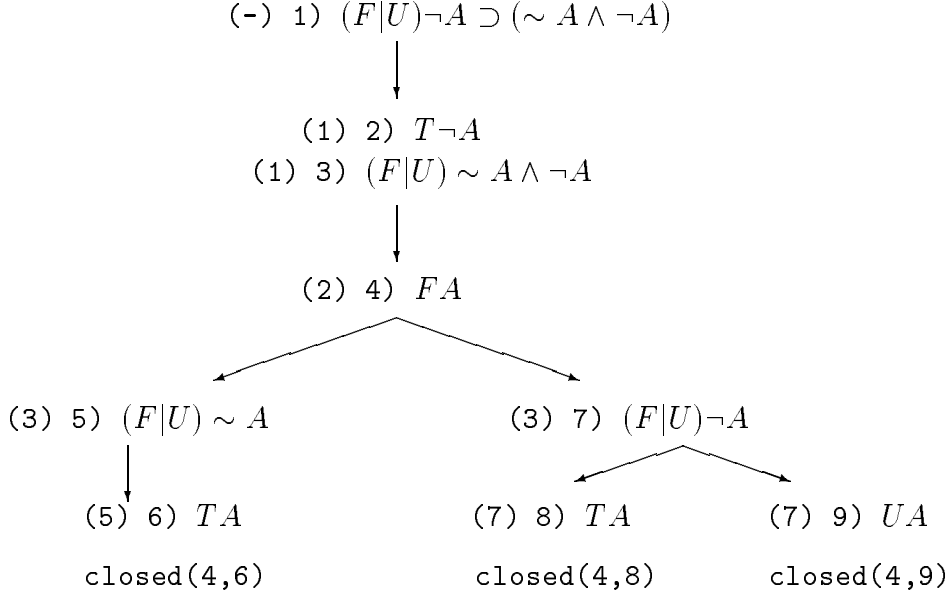 (-) 1) (F|U)¬A ⊃ (∼ A ∧ ¬A)
(1) 2) T¬A
(1) 3) (F|U) ∼ A ∧ ¬A
(2) 4) FA
(3) 5) (F|U) ∼ A
(3) 7) (F|U)¬A
(5) 6) TA
(7) 8) TA
(7) 9) UA
closed(4,6)
closed(4,8)
closed(4,9)